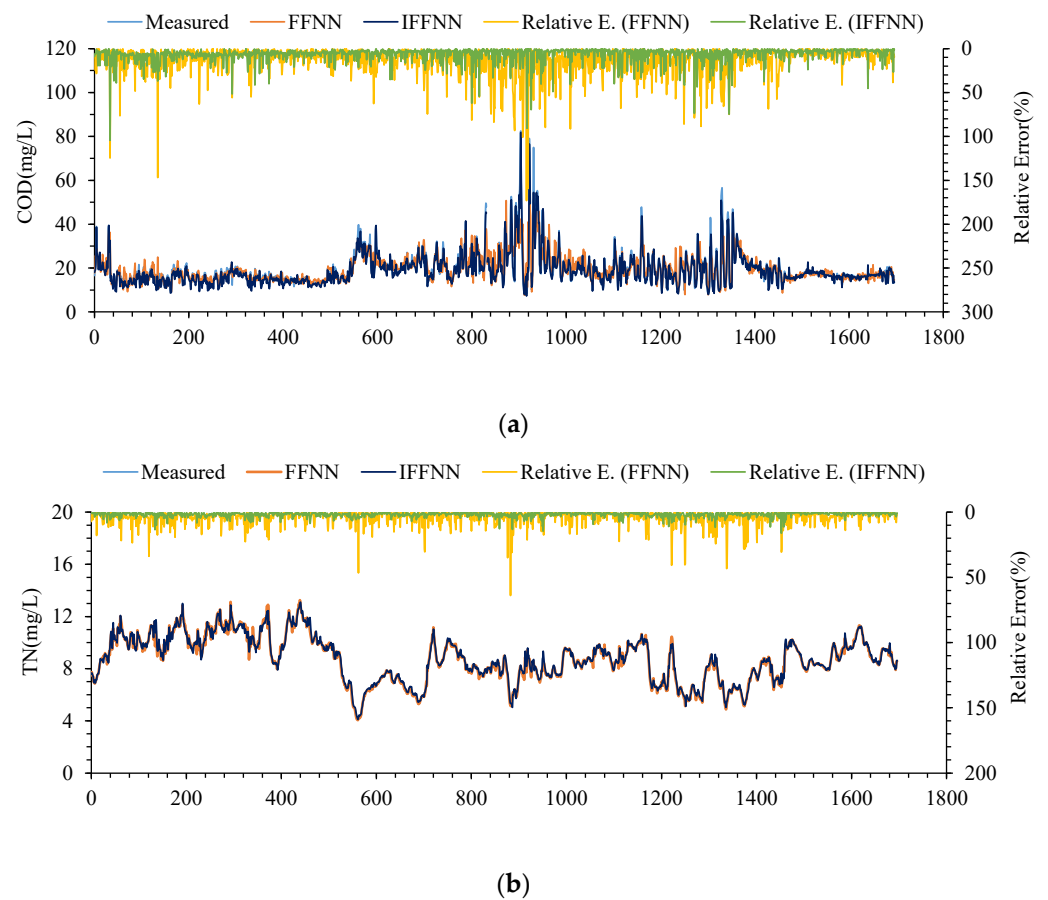 Measured FFNN IFFNN Relative E. (FFNN) Relative E. (IFFNN)
120 0
100 50
80 100
60 150
40 200
20 250
0 300
COD(mg/L)
Relative Error(%)
0 200 400 600 800 1000 1200 1400 1600 1800
(a)
Measured FFNN IFFNN Relative E. (FFNN) Relative E. (IFFNN)
20 0
16 50
12 100
8 150
4 200
0
TN(mg/L)
Relative Error(%)
0 200 400 600 800 1000 1200 1400 1600 1800
(b)